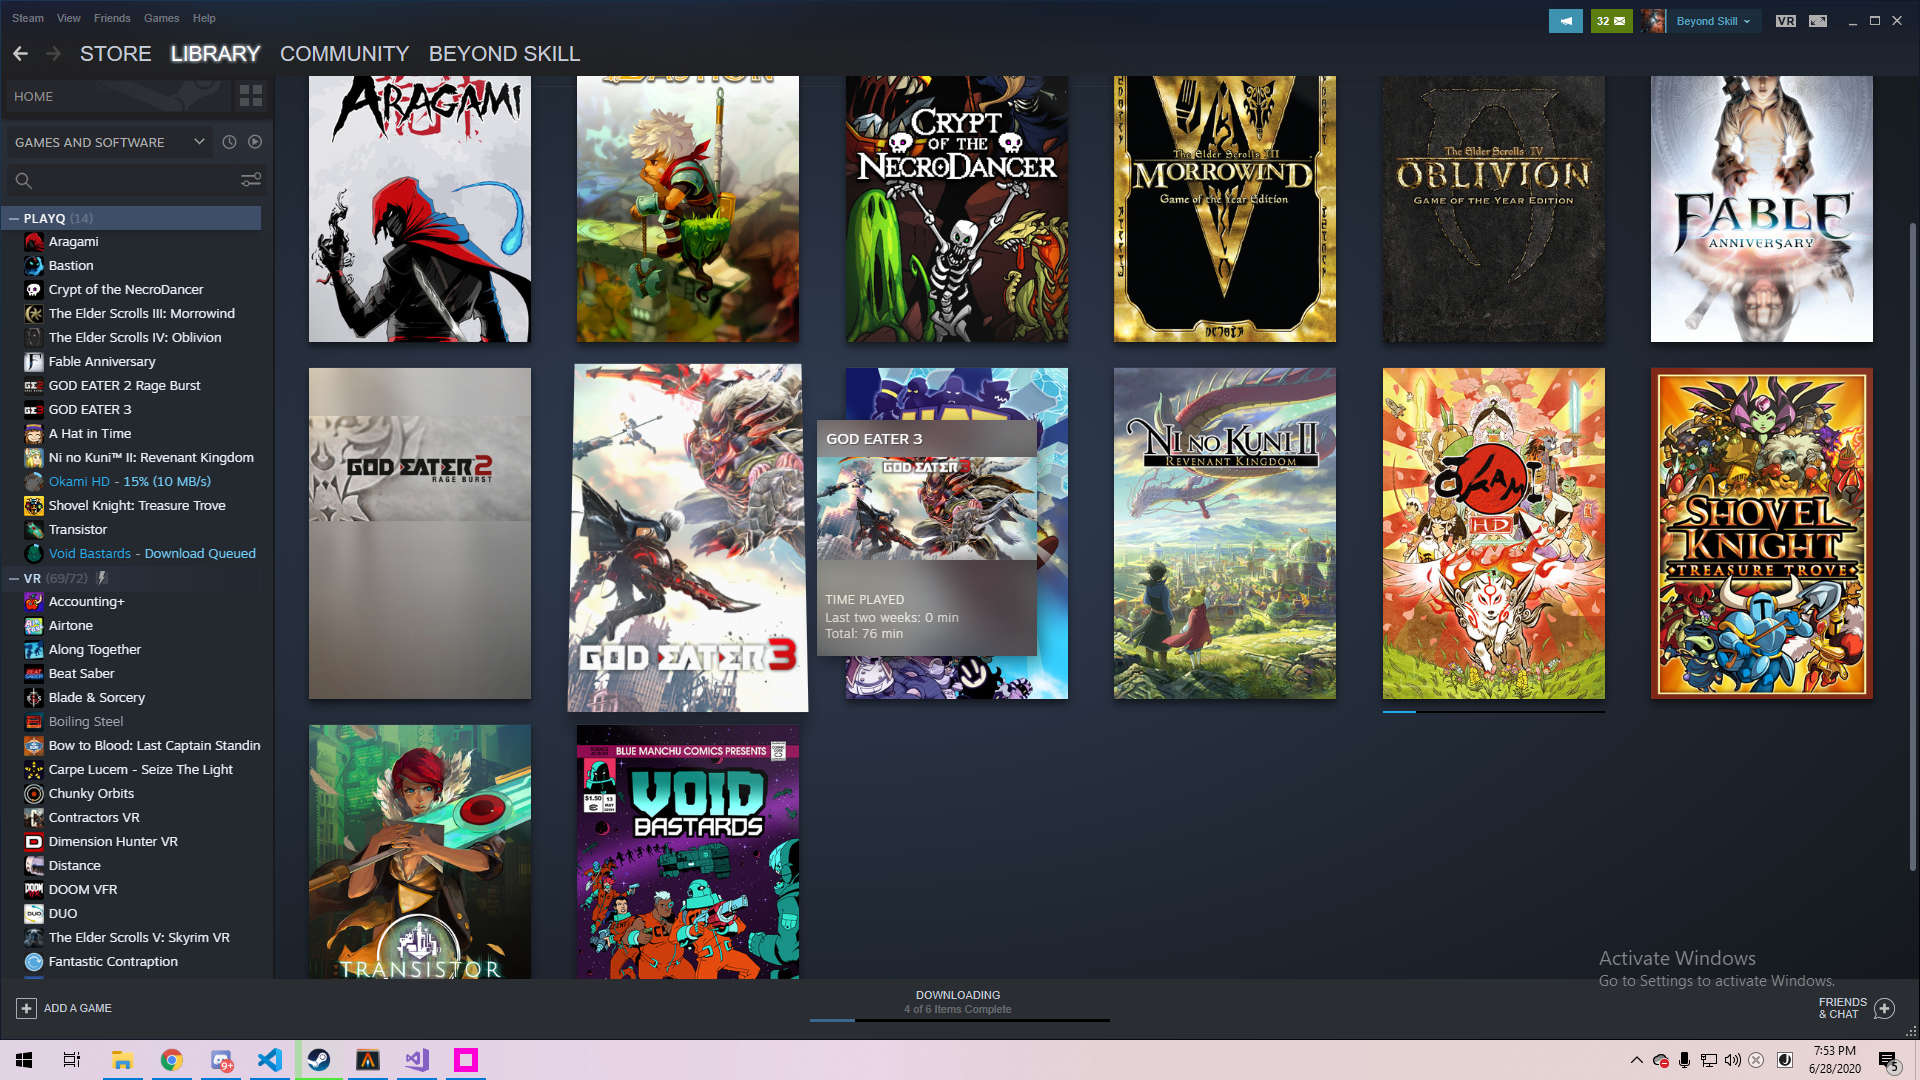 Steam View Friends Games Help
32
Beyond Skill
VR
STORE LIBRARY COMMUNITY BEYOND SKILL
HOME
GAMES AND SOFTWARE
PLAYQ (14)
Aragami
Bastion
Crypt of the NecroDancer
The Elder Scrolls III: Morrowind
The Elder Scrolls IV: Oblivion
Fable Anniversary
GOD EATER 2 Rage Burst
GOD EATER 3
A Hat in Time
Ni no Kuni™ II: Revenant Kingdom
Okami HD - 15% (10 MB/s)
Shovel Knight: Treasure Trove
Transistor
Void Bastards - Download Queued
VR (69/72)
Accounting+
Airtone
Along Together
Beat Saber
Blade & Sorcery
Boiling Steel
Bow to Blood: Last Captain Standin
Carpe Lucem - Seize The Light
Chunky Orbits
Contractors VR
Dimension Hunter VR
Distance
DOOM VFR
DUO
The Elder Scrolls V: Skyrim VR
Fantastic Contraption
ARAGAMI
BASTION
CRYPT
OF THE
NECRODANCER
The Elder Scrolls III
MORROWIND
Game of the Year Edition
The Elder Scrolls IV
OBLIVION
GAME OF THE YEAR EDITION
FABLE
ANNIVERSARY
GOD EATER 2
RAGE BURST
GOD EATER 3
GOD EATER 3
GOD EATER 3
TIME PLAYED
Last two weeks: 0 min
Total: 76 min
NI NO KUNI II
REVENANT KINGDOM
OKAMI
HD
SHOVEL
KNIGHT
TREASURE TROVE
TRANSISTOR
BLUE MANCHU COMICS PRESENTS
$1.50
13
MAY
VOID
BASTARDS
Activate Windows
Go to Settings to activate Windows.
ADD A GAME
DOWNLOADING
4 of 6 Items Complete
FRIENDS
& CHAT
9+
7:53 PM
6/28/2020
5